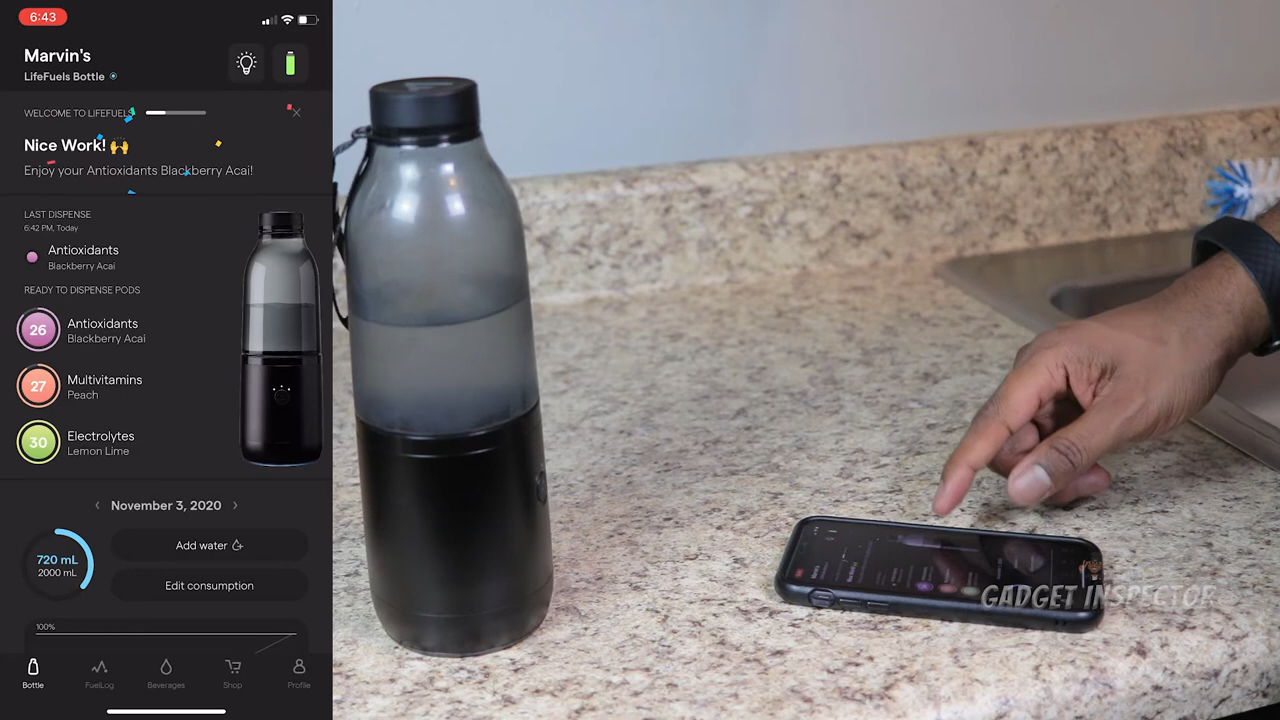 6:43
Marvin's
LifeFuels Bottle
WELCOME TO LIFEFUELS
Nice Work! 🙌
Enjoy your Antioxidants Blackberry Acai!
LAST DISPENSE
6:42 PM, Today
Antioxidants
Blackberry Acai
READY TO DISPENSE PODS
26
Antioxidants
Blackberry Acai
27
Multivitamins
Peach
30
Electrolytes
Lemon Lime
November 3, 2020
720 mL
2000 mL
Add water
Edit consumption
100%
Bottle
FuelLog
Beverages
Shop
Profile
GADGET INSPECTOR